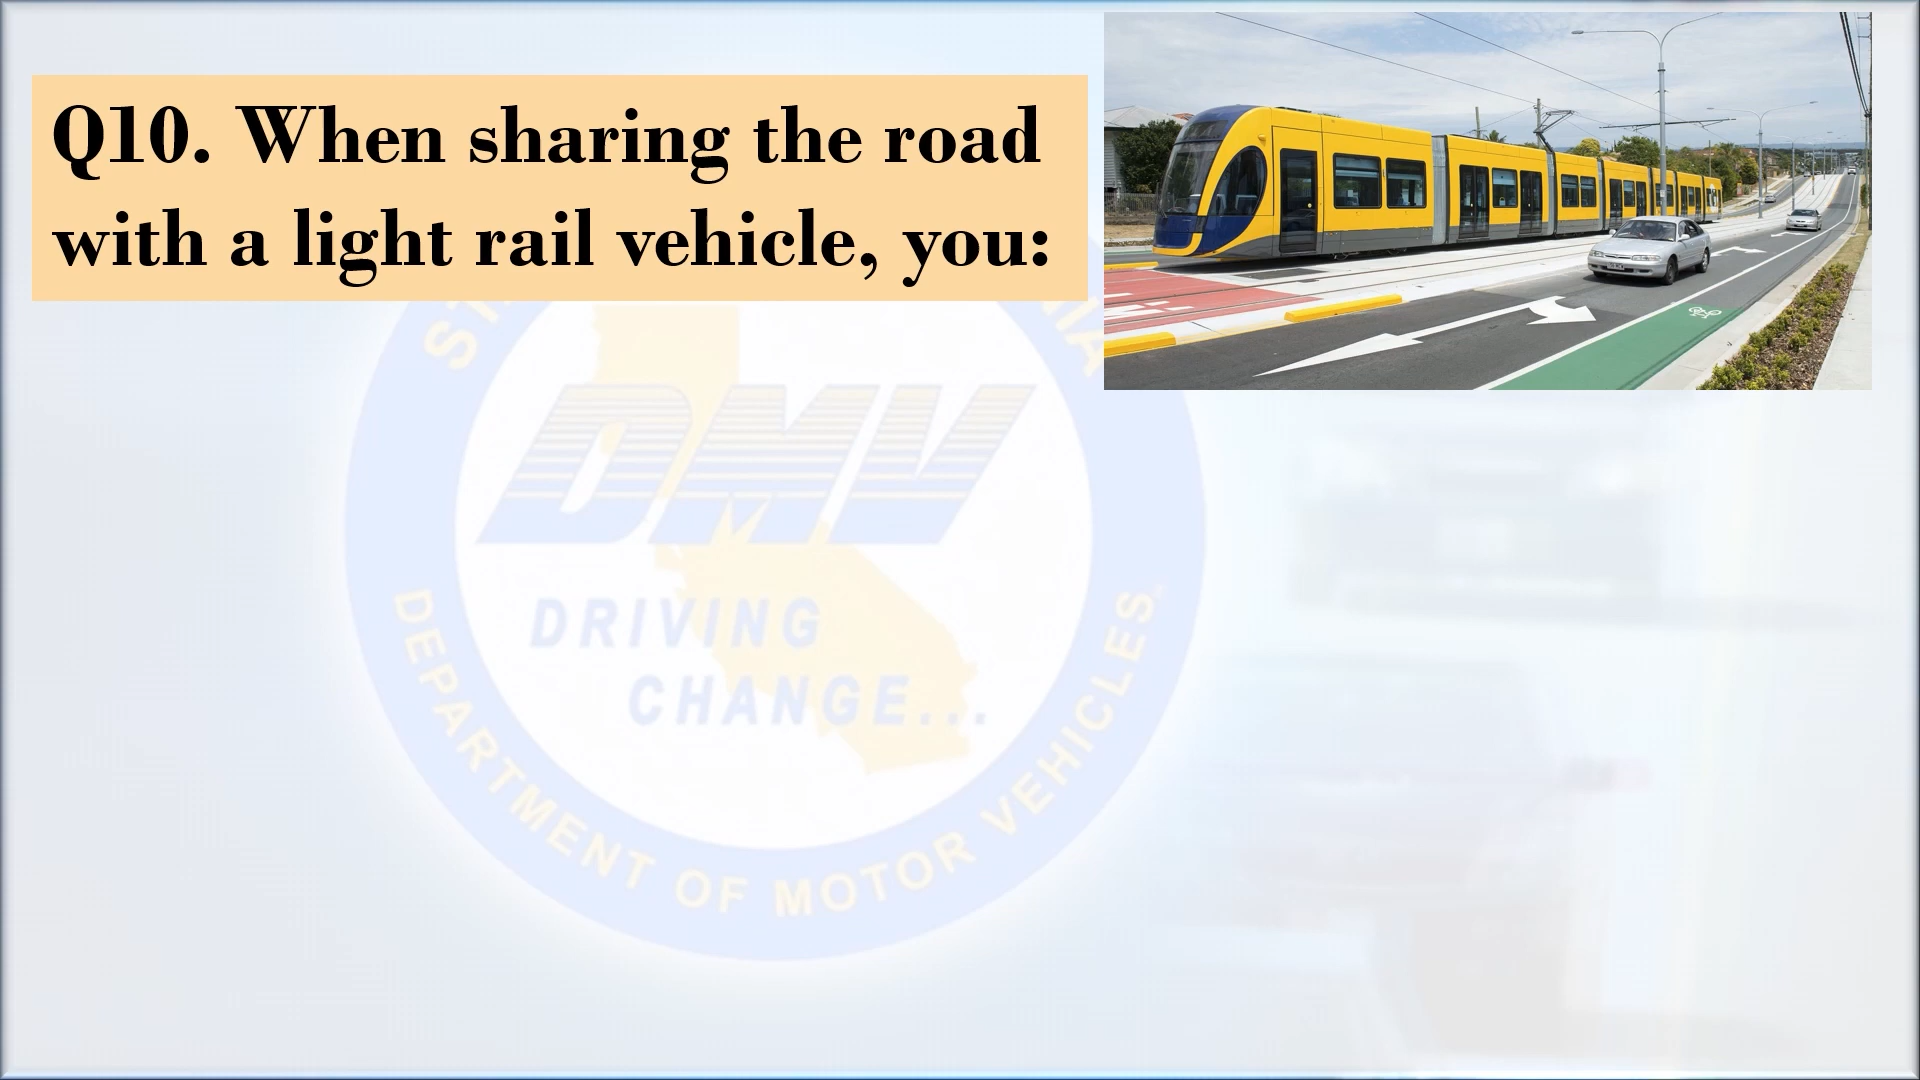 Q10. When sharing the road
with a light rail vehicle, you:
DMV
DRIVING
CHANGE...
DEPARTMENT OF MOTOR VEHICLES